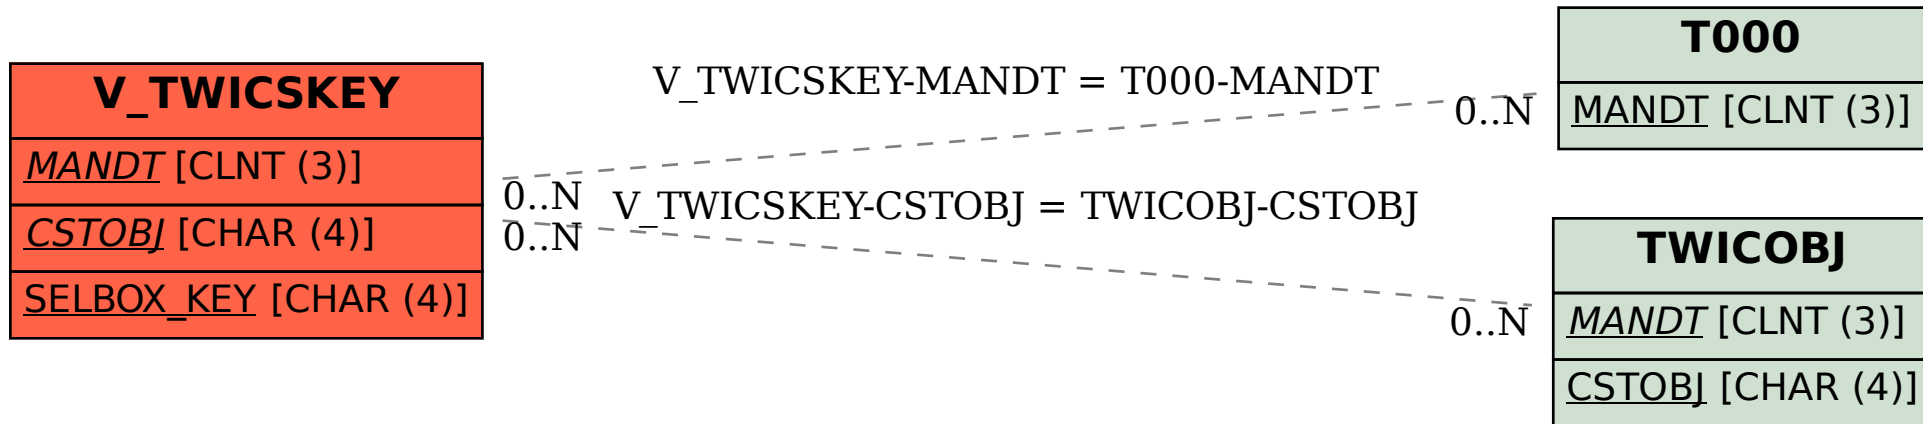 V_TWICSKEY
MANDT [CLNT (3)]
CSTOBJ [CHAR (4)]
SELBOX_KEY [CHAR (4)]
V_TWICSKEY-MANDT = T000-MANDT
0..N
0..N
V_TWICSKEY-CSTOBJ = TWICOBJ-CSTOBJ
0..N
0..N
T000
MANDT [CLNT (3)]
TWICOBJ
MANDT [CLNT (3)]
CSTOBJ [CHAR (4)]